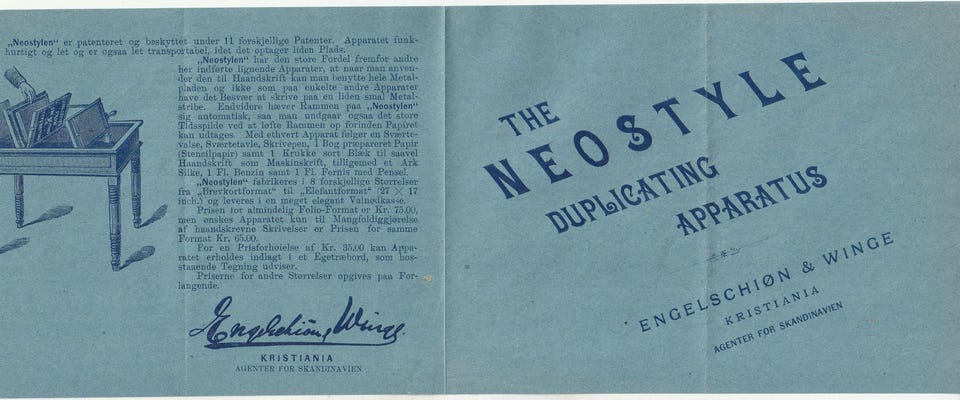 „Neostylen“ er patenteret og beskyttet under 11 forskjellige Patenter. Apparatet funk-
hurtigt og let og er ogsaa let transportabel, idet det optager liden Plads.
„Neostylen“ har den store Fordel fremfor andre
her indførte lignende Apparater, at naar man anven-
der den til Haandskrift kan man benytte hele Metal-
pladen og ikke som paa enkelte andre Apparater
have det Besvær at skrive paa en liden smal Metal-
stribe. Endvidere hæver Rammen paa „Neostylen“
sig automatisk, saa man undgaar ogsaa det store
Tidsspilde ved at løfte Rammen op forinden Papiret
kan udtages. Med ethvert Apparat følger en Sværte-
valse, Sværtetavle, Skrivepen, 1 Bog præpareret Papir
(Stencilpapir) samt 1 Krukke sort Blæk til saavel
Haandskrift som Maskinskrift, tilligemed et Ark
Silke, 1 Fl. Benzin samt 1 Fl. Fernis med Pensel.
„Neostylen“ fabrikeres i 8 forskjellige Størrelser
fra „Brevkortformat“ til „Elefantformat“ (27 × 17
inch.) og leveres i en meget elegant Valnødkasse.
Prisen for almindelig Folio-Format er Kr. 75.00,
men ønskes Apparatet kun til Mangfoldiggjørelse
af haandskrevne Skrivelser er Prisen for samme
Format Kr. 65.00.
For en Prisforhøielse af Kr. 35.00 kan Appa-
ratet erholdes indlagt i et Egetræbord, som hos-
staaende Tegning udviser.
Priserne for andre Størrelser opgives paa For-
langende.
Engelschiøn & Winge.
KRISTIANIA
AGENTER FOR SKANDINAVIEN
THE
NEOSTYLE
DUPLICATING
APPARATUS
ENGELSCHIØN & WINGE
KRISTIANIA
AGENTER FOR SKANDINAVIEN